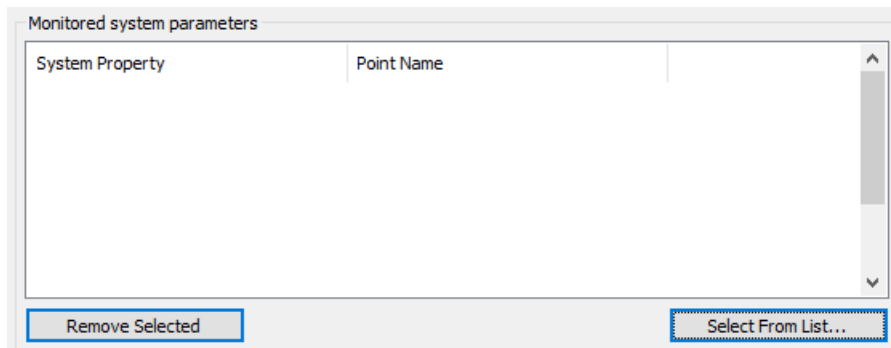 Monitored system parameters
System Property Point Name
Remove Selected Select From List...